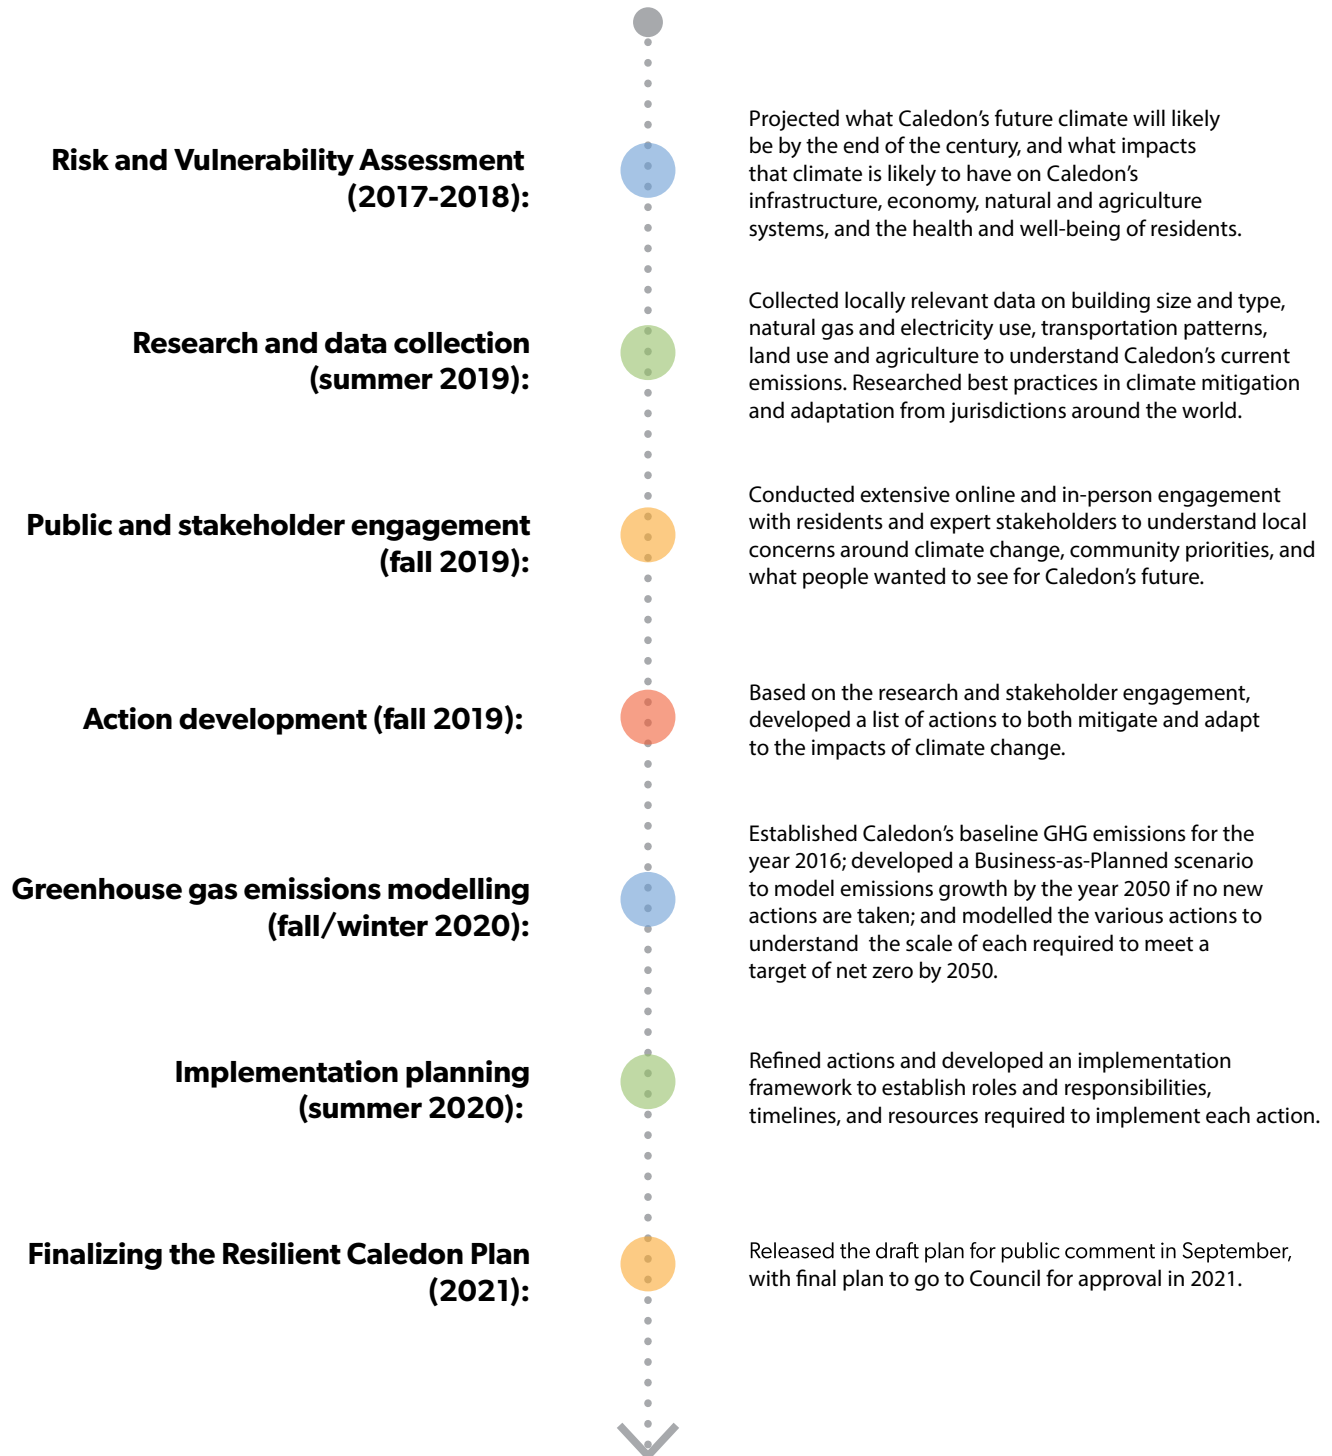 Risk and Vulnerability Assessment
(2017-2018):
Projected what Caledon’s future climate will likely
be by the end of the century, and what impacts
that climate is likely to have on Caledon’s
infrastructure, economy, natural and agriculture
systems, and the health and well-being of residents.
Research and data collection
(summer 2019):
Collected locally relevant data on building size and type,
natural gas and electricity use, transportation patterns,
land use and agriculture to understand Caledon’s current
emissions. Researched best practices in climate mitigation
and adaptation from jurisdictions around the world.
Public and stakeholder engagement
(fall 2019):
Conducted extensive online and in-person engagement
with residents and expert stakeholders to understand local
concerns around climate change, community priorities, and
what people wanted to see for Caledon’s future.
Action development (fall 2019):
Based on the research and stakeholder engagement,
developed a list of actions to both mitigate and adapt
to the impacts of climate change.
Greenhouse gas emissions modelling
(fall/winter 2020):
Established Caledon’s baseline GHG emissions for the
year 2016; developed a Business-as-Planned scenario
to model emissions growth by the year 2050 if no new
actions are taken; and modelled the various actions to
understand the scale of each required to meet a
target of net zero by 2050.
Implementation planning
(summer 2020):
Refined actions and developed an implementation
framework to establish roles and responsibilities,
timelines, and resources required to implement each action.
Finalizing the Resilient Caledon Plan
(2021):
Released the draft plan for public comment in September,
with final plan to go to Council for approval in 2021.